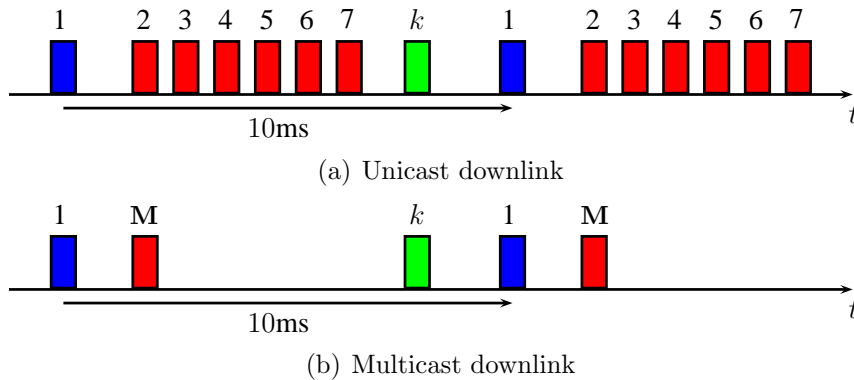 1 2 3 4 5 6 7 k 1 2 3 4 5 6 7
t
10ms
(a) Unicast downlink
1 M k 1 M
t
10ms
(b) Multicast downlink